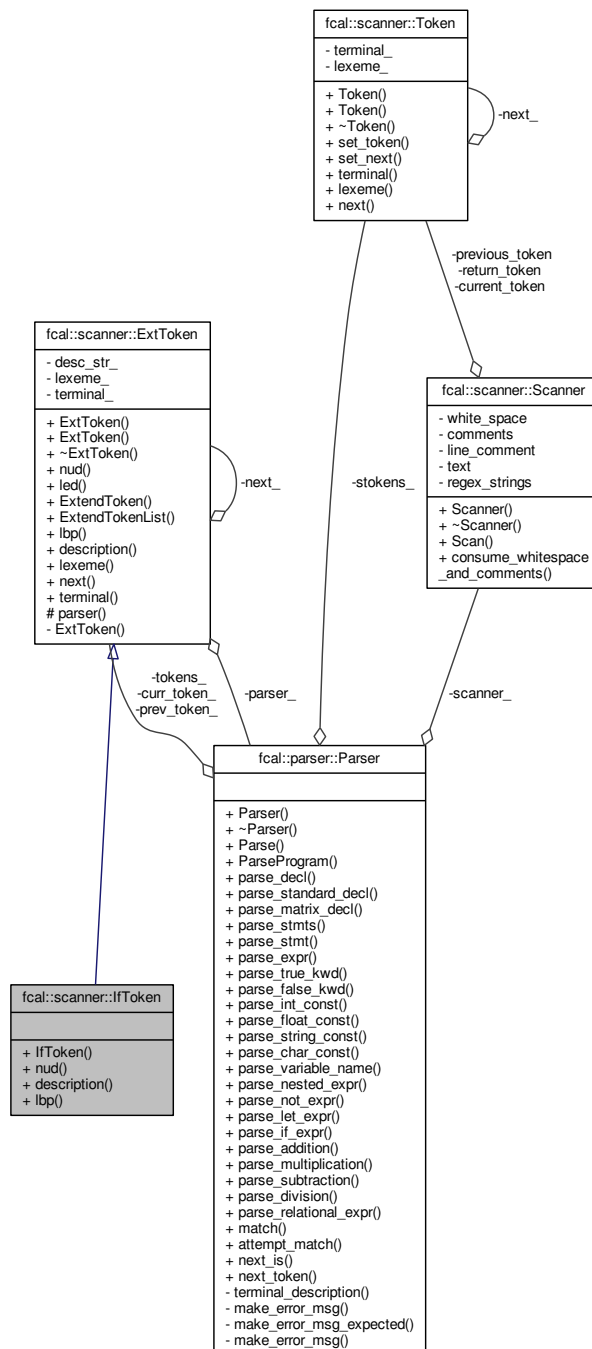 fcal::scanner::Token
- terminal_
- lexeme_
+ Token()
+ Token()
+ ~Token()
+ set_token()
+ set_next()
+ terminal()
+ lexeme()
+ next()
-next_
-previous_token
-return_token
-current_token
fcal::scanner::ExtToken
- desc_str_
- lexeme_
- terminal_
+ ExtToken()
+ ExtToken()
+ ~ExtToken()
+ nud()
+ led()
+ ExtendToken()
+ ExtendTokenList()
+ lbp()
+ description()
+ lexeme()
+ next()
+ terminal()
# parser()
- ExtToken()
-next_
-stokens_
fcal::scanner::Scanner
- white_space
- comments
- line_comment
- text
- regex_strings
+ Scanner()
+ ~Scanner()
+ Scan()
+ consume_whitespace
_and_comments()
-tokens_
-curr_token_
-prev_token_
-parser_
-scanner_
fcal::parser::Parser
+ Parser()
+ ~Parser()
+ Parse()
+ ParseProgram()
+ parse_decl()
+ parse_standard_decl()
+ parse_matrix_decl()
+ parse_stmts()
+ parse_stmt()
+ parse_expr()
+ parse_true_kwd()
+ parse_false_kwd()
+ parse_int_const()
+ parse_float_const()
+ parse_string_const()
+ parse_char_const()
+ parse_variable_name()
+ parse_nested_expr()
+ parse_not_expr()
+ parse_let_expr()
+ parse_if_expr()
+ parse_addition()
+ parse_multiplication()
+ parse_subtraction()
+ parse_division()
+ parse_relational_expr()
+ match()
+ attempt_match()
+ next_is()
+ next_token()
- terminal_description()
- make_error_msg()
- make_error_msg_expected()
- make_error_msg()
fcal::scanner::IfToken
+ IfToken()
+ nud()
+ description()
+ lbp()